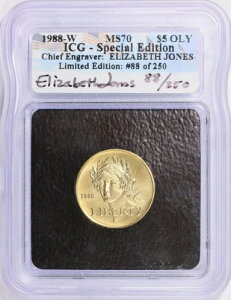 1988-W MS70 $5 OLY
ICG - Special Edition
Chief Engraver: ELIZABETH JONES
Limited Edition: #88 of 250
Elizabeth Jones 88/250
1988
LIBERTY